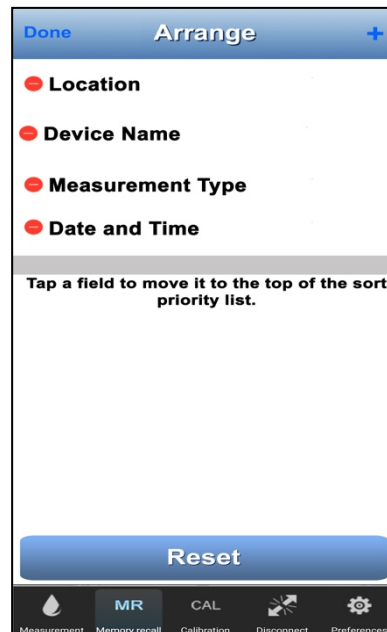 Done Arrange +
Location
Device Name
Measurement Type
Date and Time
Tap a field to move it to the top of the sort
priority list.
Reset
MR CAL
Measurement Memory recall Calibration Disconnect Preferences